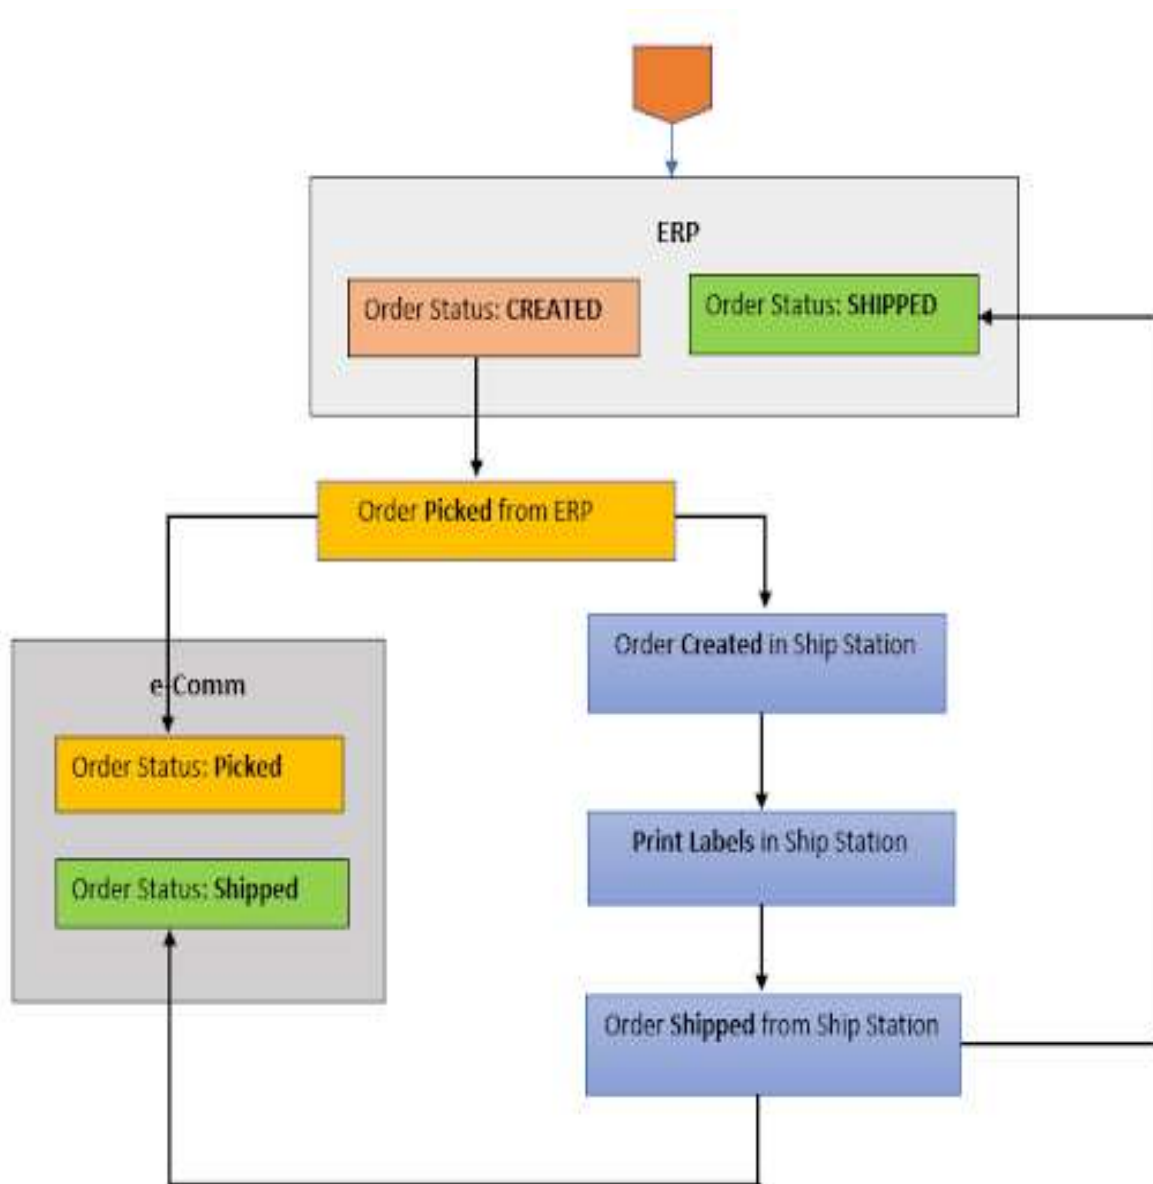 ERP
Order Status: CREATED
Order Status: SHIPPED
Order Picked from ERP
Order Created in Ship Station
e-Comm
Order Status: Picked
Print Labels in Ship Station
Order Status: Shipped
Order Shipped from Ship Station